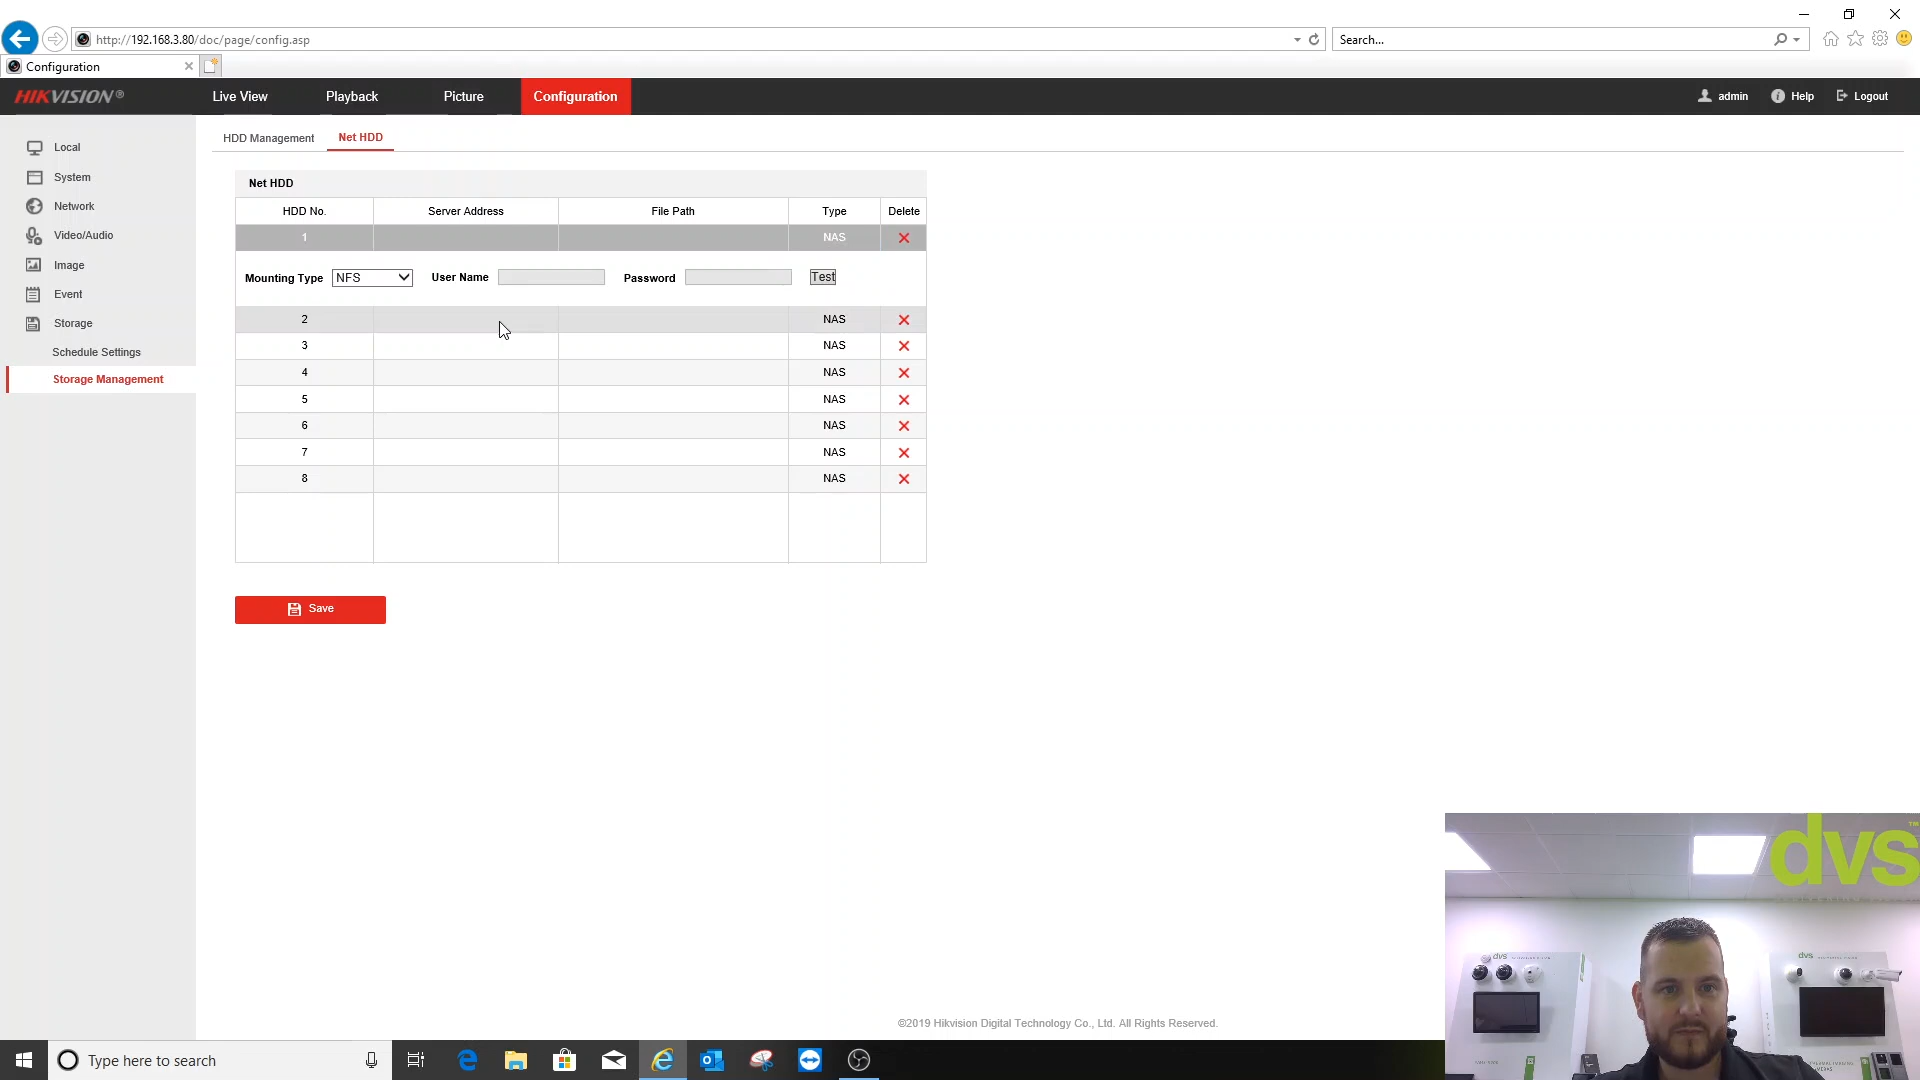 http://192.168.3.80/doc/page/config.asp
Search...
Configuration
HIKVISION®
Live View
Playback
Picture
Configuration
admin
Help
Logout
Local
System
Network
Video/Audio
Image
Event
Storage
Schedule Settings
Storage Management
HDD Management
Net HDD
Net HDD
HDD No. Server Address File Path Type Delete
1 NAS
Mounting Type NFS User Name Password Test
2 NAS
3 NAS
4 NAS
5 NAS
6 NAS
7 NAS
8 NAS
Save
©2019 Hikvision Digital Technology Co., Ltd. All Rights Reserved.
dvs™
dvs
dvs
Type here to search